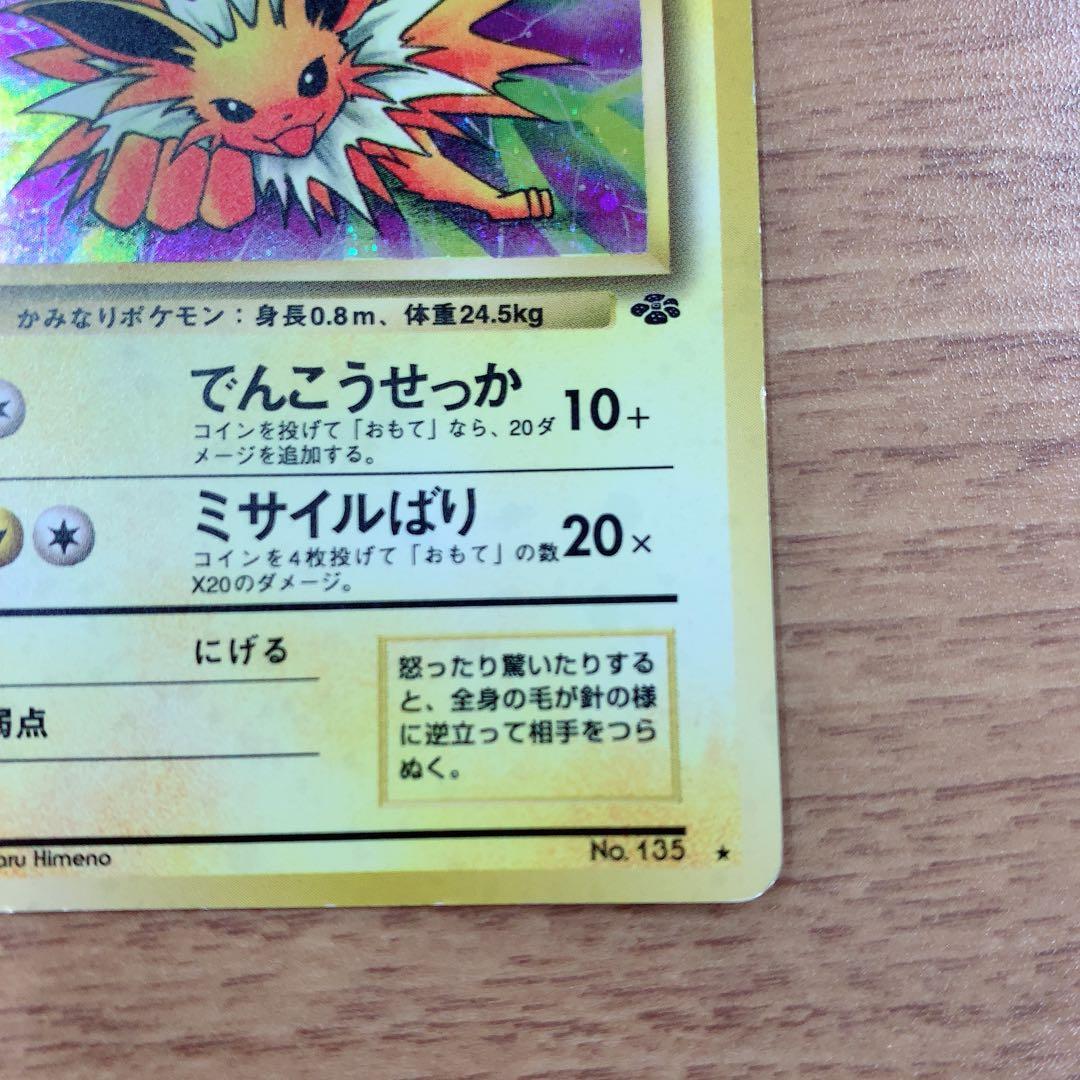 かみなりポケモン：身長0.8m、体重24.5kg
でんこうせっか 10+
コインを投げて「おもて」なら、20ダ
メージを追加する。
ミサイルばり 20×
コインを4枚投げて「おもて」の数
X20のダメージ。
にげる
弱点
怒ったり驚いたりする
と、全身の毛が針の様
に逆立って相手をつら
ぬく。
aru Himeno
No. 135 ★